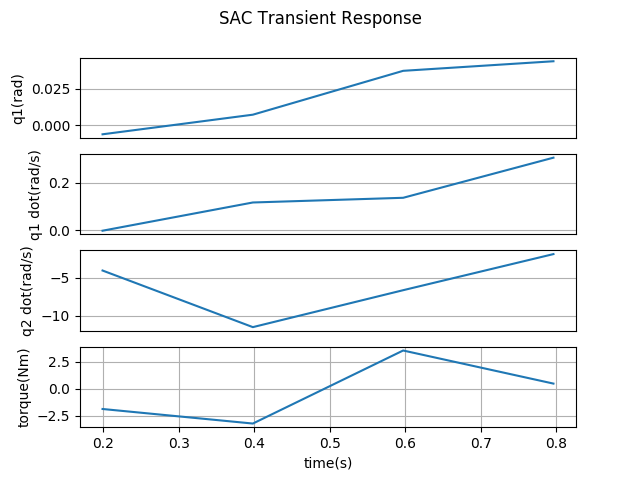 SAC Transient Response
q1(rad)
0.025
0.000
q1 dot(rad/s)
0.2
0.0
q2 dot(rad/s)
−5
−10
torque(Nm)
2.5
0.0
−2.5
0.2 0.3 0.4 0.5 0.6 0.7 0.8
time(s)